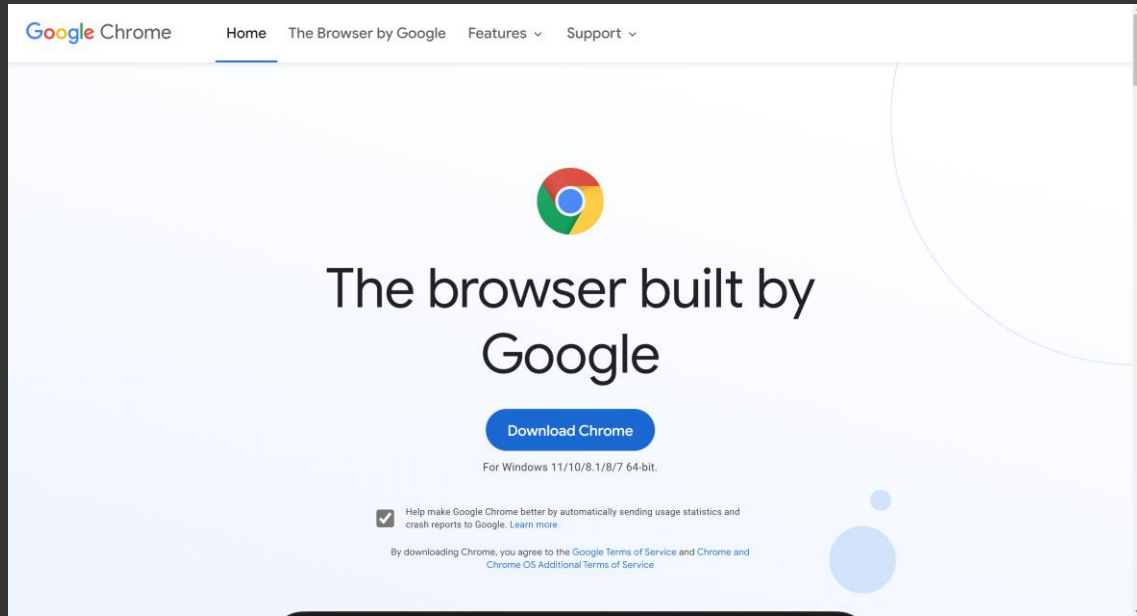 Google Chrome Home The Browser by Google Features Support
The browser built by
Google
Download Chrome
For Windows 11/10/8.1/8/7 64-bit.
Help make Google Chrome better by automatically sending usage statistics and
crash reports to Google. Learn more
By downloading Chrome, you agree to the Google Terms of Service and Chrome and
Chrome OS Additional Terms of Service